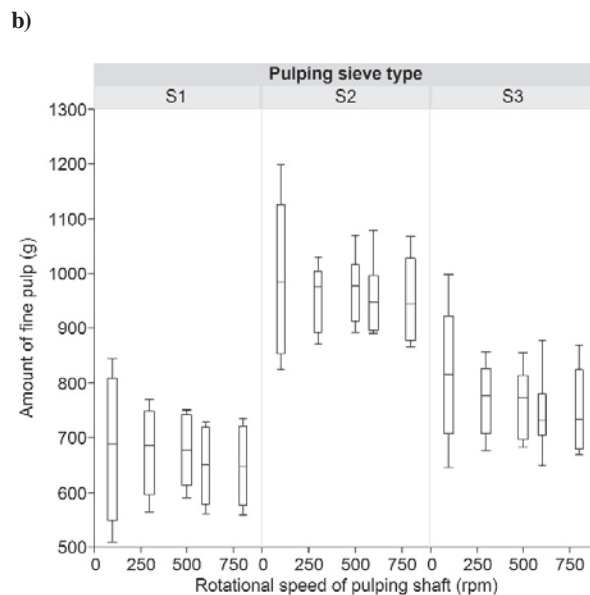 b)
Pulping sieve type
S1 S2 S3
Amount of fine pulp (g)
1300
1200
1100
1000
900
800
700
600
500
0 250 500 750 0 250 500 750 0 250 500 750
Rotational speed of pulping shaft (rpm)